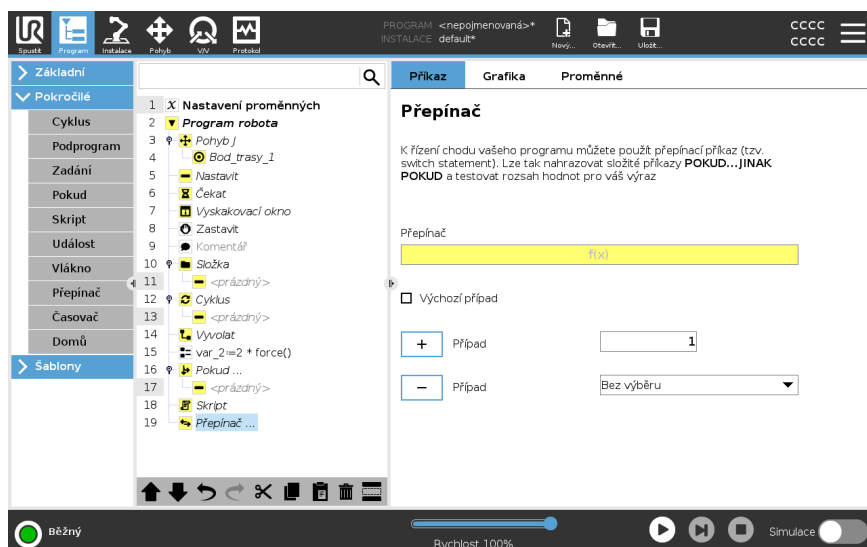 PROGRAM <nepojmenovaná>*
INSTALACE default*
CCCC
CCCC
Spustit Program Instalace Pohyb V/V Protokol Nový... Otevřít... Uložit...
Základní
Pokročilé
Cyklus
Podprogram
Zadání
Pokud
Skript
Událost
Vlákno
Přepínač
Časovač
Domů
Šablony
1 X Nastavení proměnných
2 Program robota
3 Pohyb J
4 Bod_trasy_1
5 Nastavit
6 Čekat
7 Vyskakovací okno
8 Zastavit
9 Komentář
10 Složka
11 <prázdný>
12 Cyklus
13 <prázdný>
14 Vyvolat
15 var_2:=2 * force()
16 Pokud ...
17 <prázdný>
18 Skript
19 Přepínač ...
Příkaz Grafika Proměnné
Přepínač
K řízení chodu vašeho programu můžete použít přepínací příkaz (tzv.
switch statement). Lze tak nahrazovat složité příkazy POKUD...JINAK
POKUD a testovat rozsah hodnot pro váš výraz
Přepínač
f(x)
Výchozí případ
+ Případ 1
− Případ Bez výběru
Běžný
Rychlost 100%
Simulace